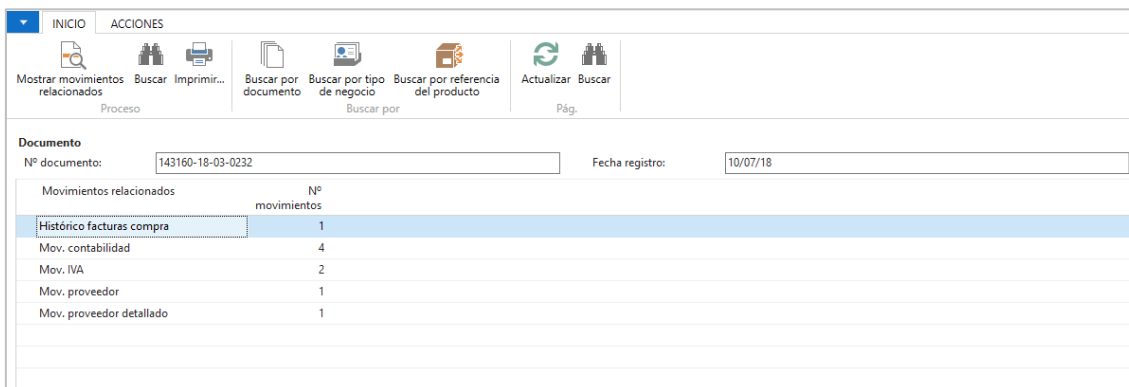 INICIO ACCIONES
Mostrar movimientos relacionados
Buscar
Imprimir...
Buscar por documento
Buscar por tipo de negocio
Buscar por referencia del producto
Actualizar
Buscar
Proceso
Buscar por
Pág.
Documento
Nº documento: 143160-18-03-0232 Fecha registro: 10/07/18
Movimientos relacionados Nº movimientos
Histórico facturas compra 1
Mov. contabilidad 4
Mov. IVA 2
Mov. proveedor 1
Mov. proveedor detallado 1